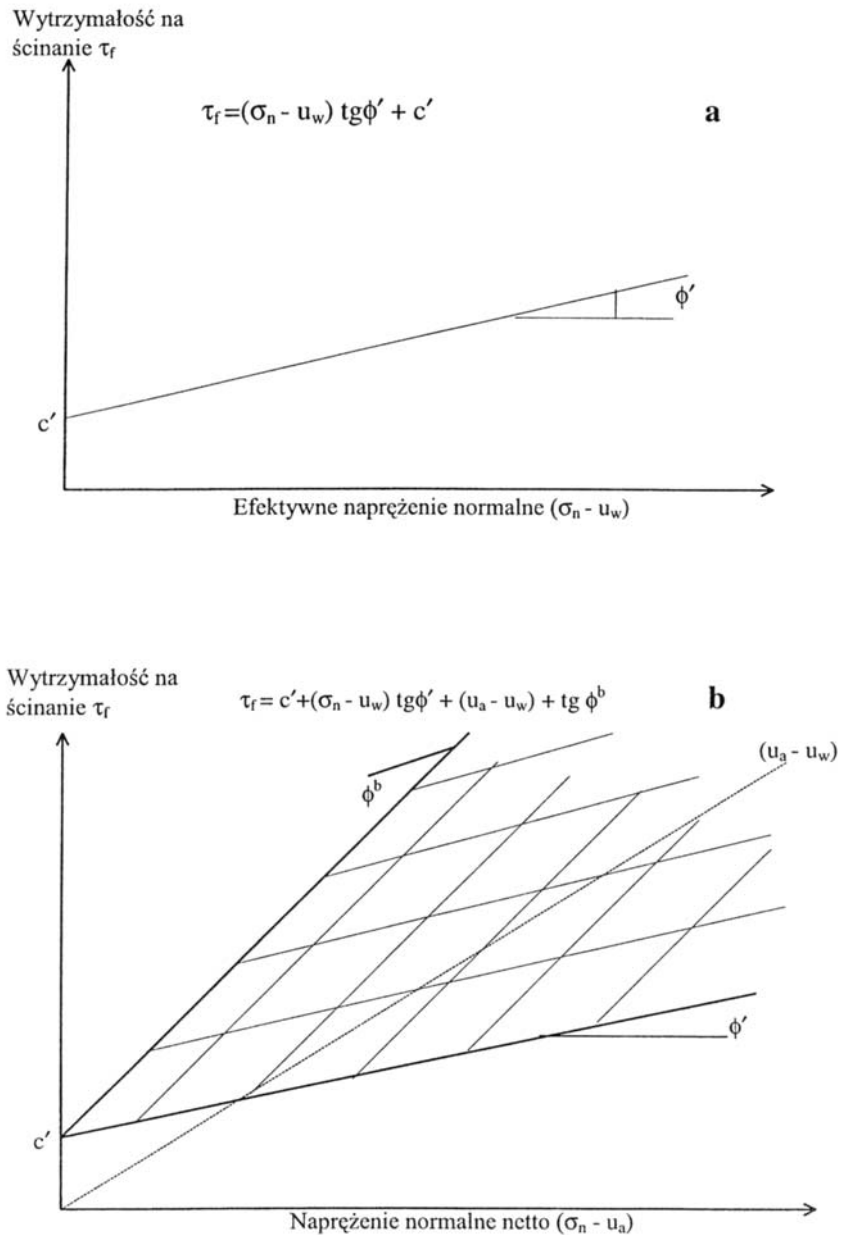 Wytrzymałość na
ścinanie τf
τf=(σn - uw) tgϕ′ + c′
a
ϕ′
c′
Efektywne naprężenie normalne (σn - uw)
Wytrzymałość na
ścinanie τf
τf = c′+(σn - uw) tgϕ′ + (ua - uw) + tg ϕb
b
(ua - uw)
ϕb
ϕ′
c′
Naprężenie normalne netto (σn - ua)